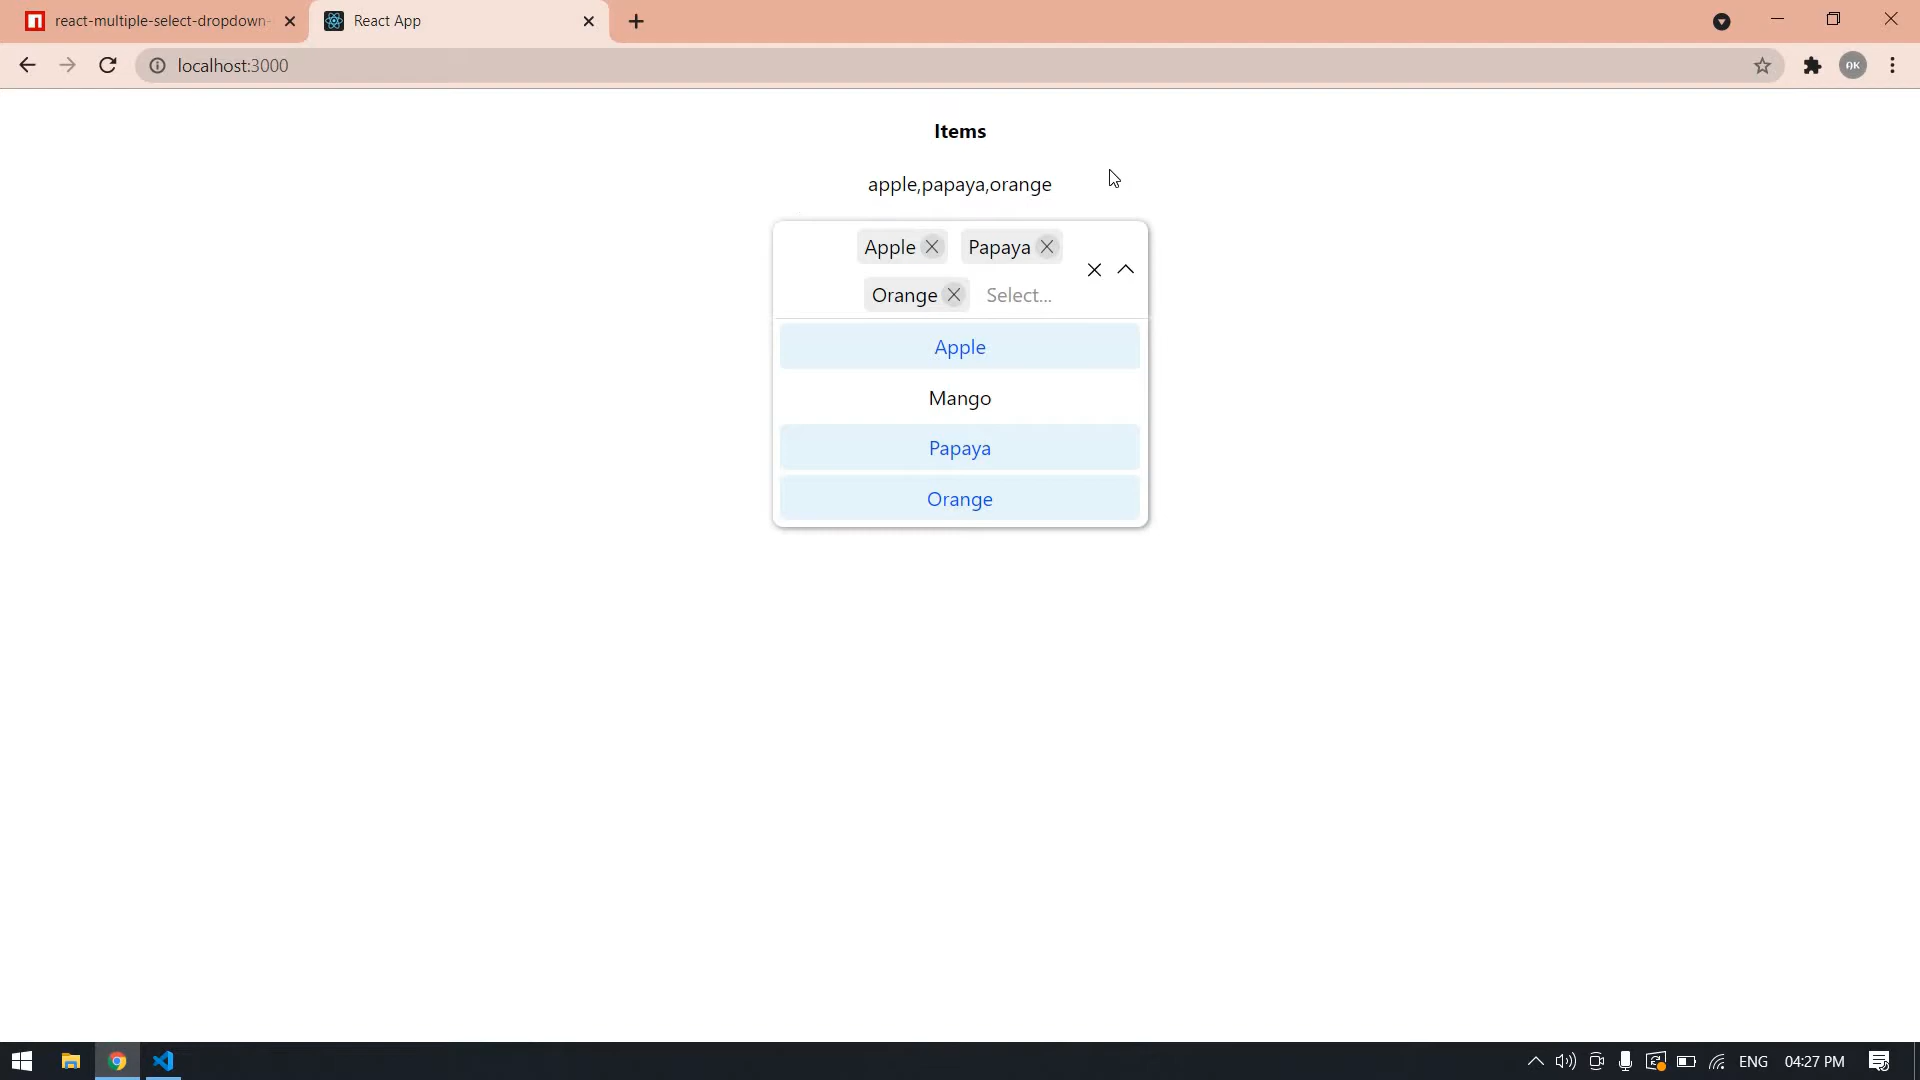 react-multiple-select-dropdown-
React App
localhost:3000
Items
apple,papaya,orange
Apple
Papaya
Orange
Select...
Apple
Mango
Papaya
Orange
ENG
04:27 PM